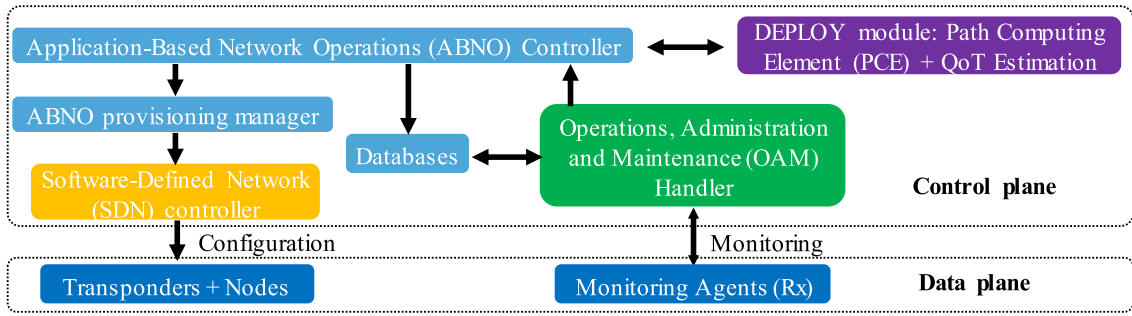 Application-Based Network Operations (ABNO) Controller
DEPLOY module: Path Computing
Element (PCE) + QoT Estimation
ABNO provisioning manager
Databases
Operations, Administration
and Maintenance (OAM)
Handler
Software-Defined Network
(SDN) controller
Control plane
Configuration
Monitoring
Transponders + Nodes
Monitoring Agents (Rx)
Data plane